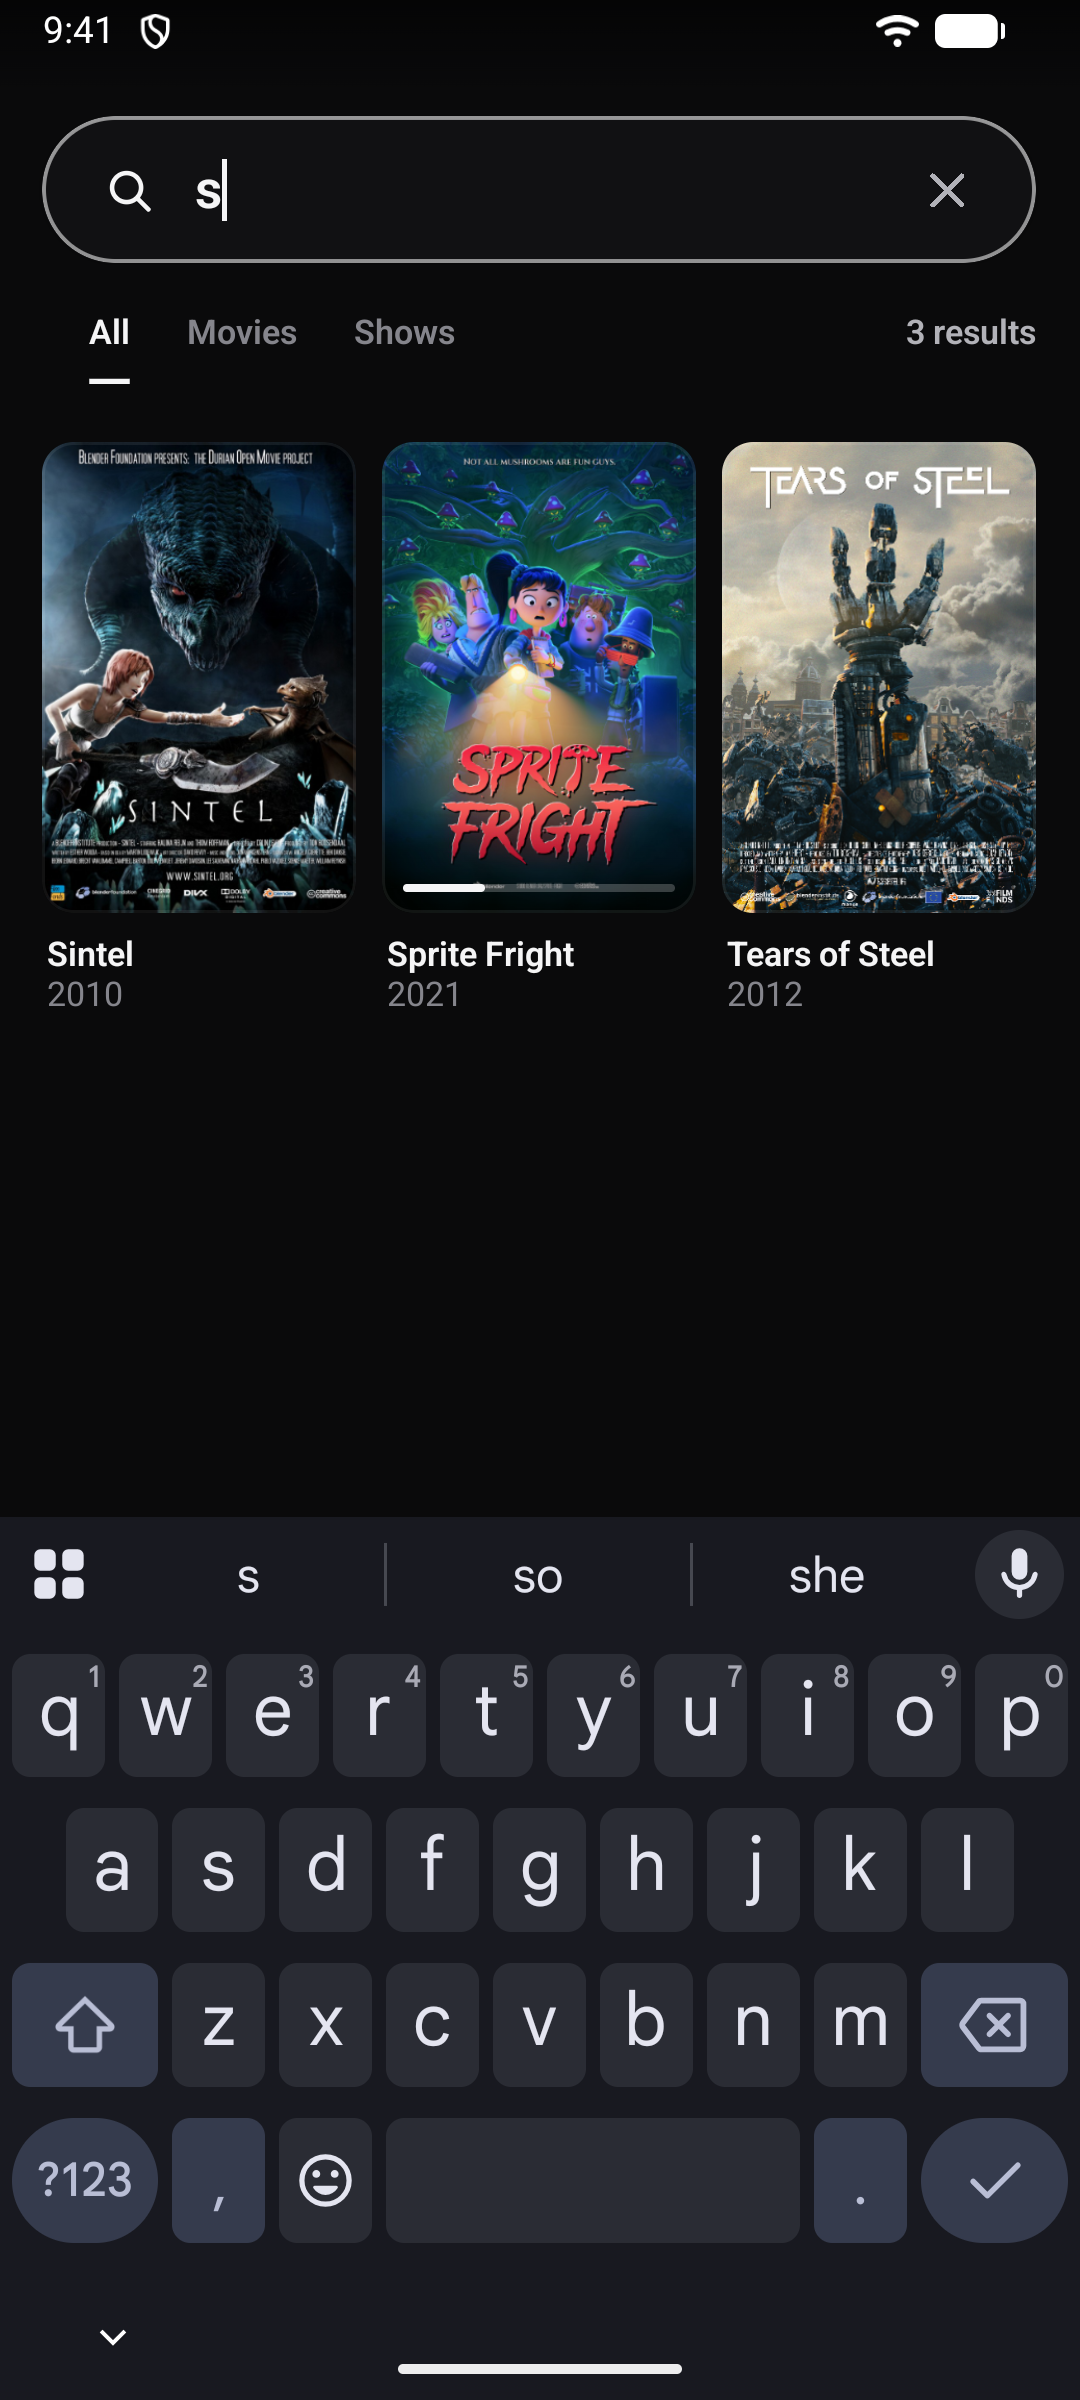 9:41
s
All Movies Shows 3 results
BLENDER FOUNDATION PRESENTS: THE DURIAN OPEN MOVIE PROJECT
SINTEL
WWW.SINTEL.ORG
NOT ALL MUSHROOMS ARE FUN GUYS.
SPRITE
FRIGHT
TEARS OF STEEL
Sintel
2010
Sprite Fright
2021
Tears of Steel
2012
s so she
q 1 w 2 e 3 r 4 t 5 y 6 u 7 i 8 o 9 p 0
a s d f g h j k l
z x c v b n m
?123 , .